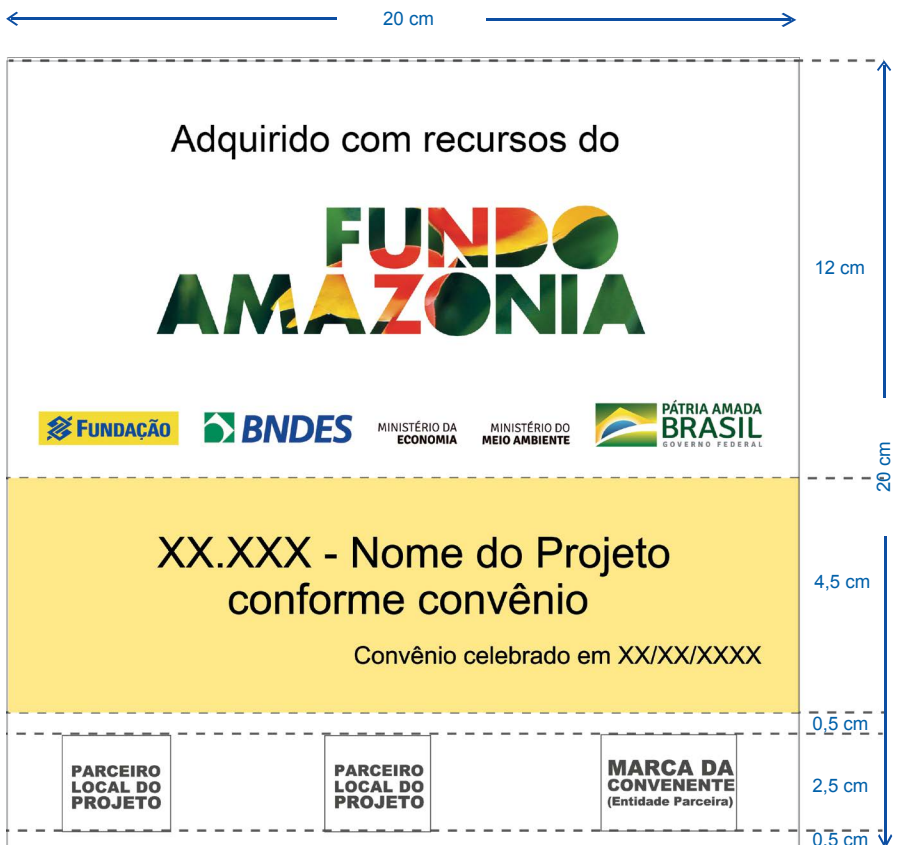 20 cm
Adquirido com recursos do
FUNDO
AMAZONIA
12 cm
FUNDAÇÃO
BNDES
MINISTÉRIO DA
ECONOMIA
MINISTÉRIO DO
MEIO AMBIENTE
PÁTRIA AMADA
BRASIL
GOVERNO FEDERAL
20 cm
XX.XXX - Nome do Projeto
conforme convênio
4,5 cm
Convênio celebrado em XX/XX/XXXX
0,5 cm
PARCEIRO
LOCAL DO
PROJETO
PARCEIRO
LOCAL DO
PROJETO
MARCA DA
CONVENENTE
(Entidade Parceira)
2,5 cm
0,5 cm